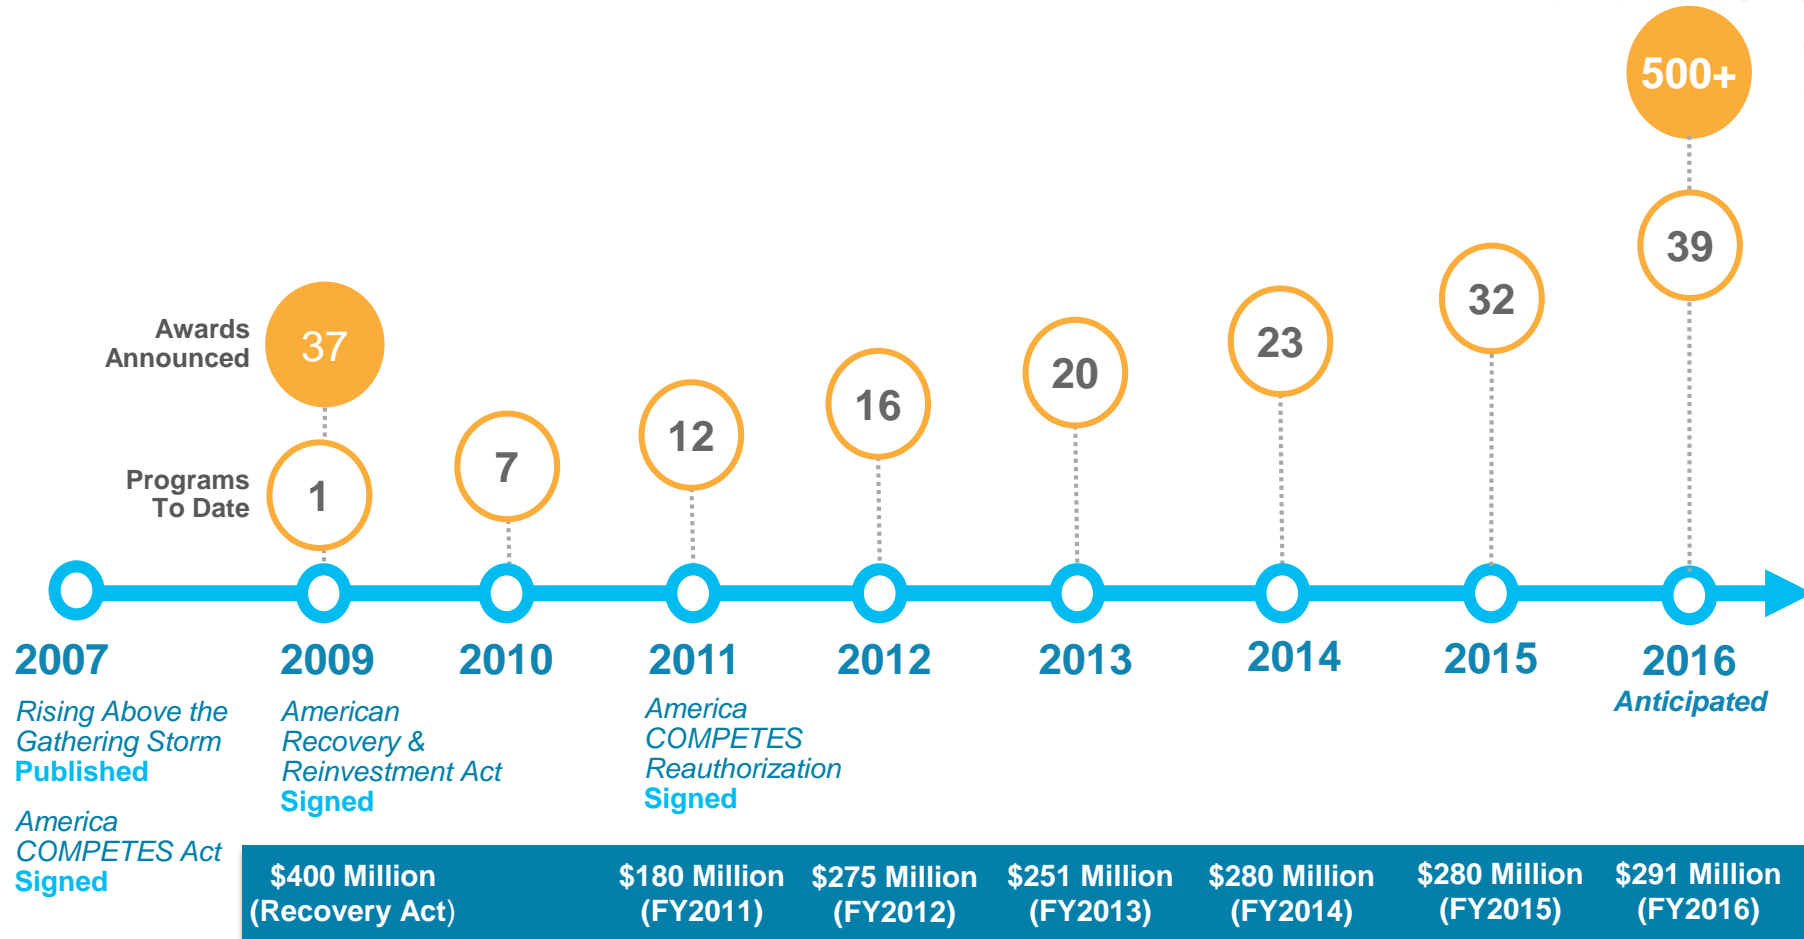 500+
39
32
23
20
16
12
7
Awards
Announced
37
Programs
To Date
1
2007
2009
2010
2011
2012
2013
2014
2015
2016
Anticipated
Rising Above the
Gathering Storm
Published
America
COMPETES Act
Signed
American
Recovery &
Reinvestment Act
Signed
America
COMPETES
Reauthorization
Signed
$400 Million
(Recovery Act)
$180 Million
(FY2011)
$275 Million
(FY2012)
$251 Million
(FY2013)
$280 Million
(FY2014)
$280 Million
(FY2015)
$291 Million
(FY2016)